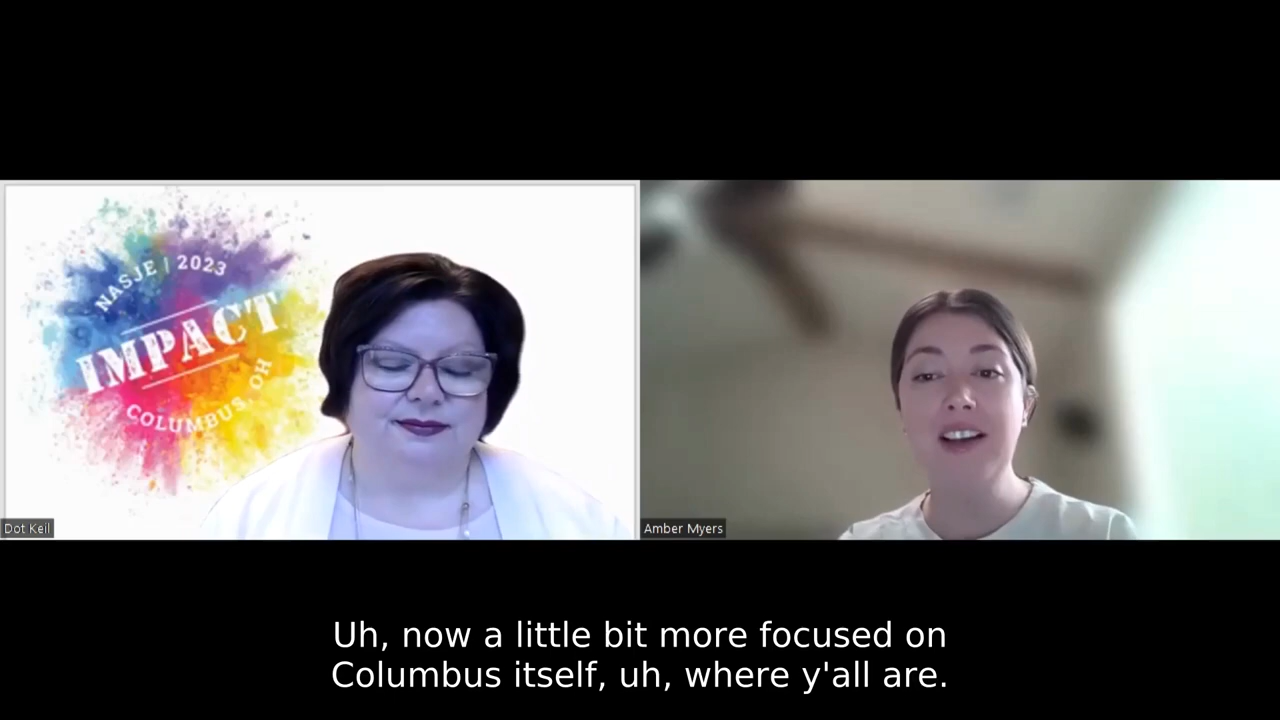 NASJE | 2023
IMPACT
COLUMBUS, OH
Dot Keil
Amber Myers
Uh, now a little bit more focused on
Columbus itself, uh, where y'all are.